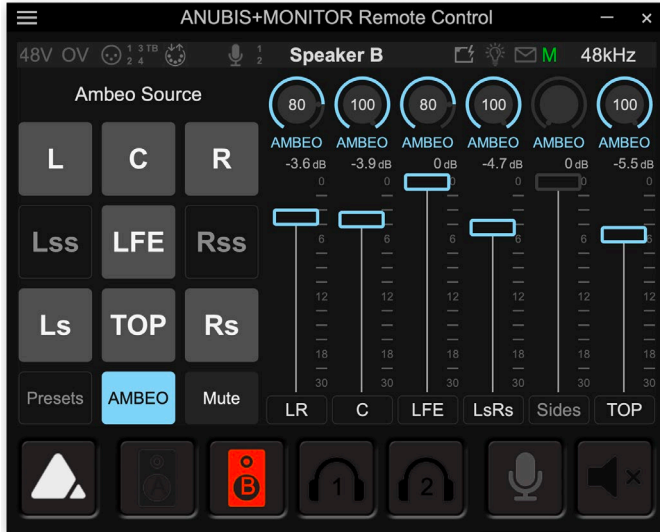 ANUBIS+MONITOR Remote Control
48V OV 1 3 TB 2 4 1 2 Speaker B M 48kHz
Ambeo Source
80 100 80 100 100
AMBEO AMBEO AMBEO AMBEO AMBEO AMBEO
-3.6 dB -3.9 dB 0 dB -4.7 dB 0 dB -5.5 dB
L C R
0 0 0 0 0 0
Lss LFE Rss
6 6 6 6 6 6
12 12 12 12 12 12
Ls TOP Rs
18 18 18 18 18 18
30 30 30 30 30 30
Presets AMBEO Mute
LR C LFE LsRs Sides TOP
A B 1 2